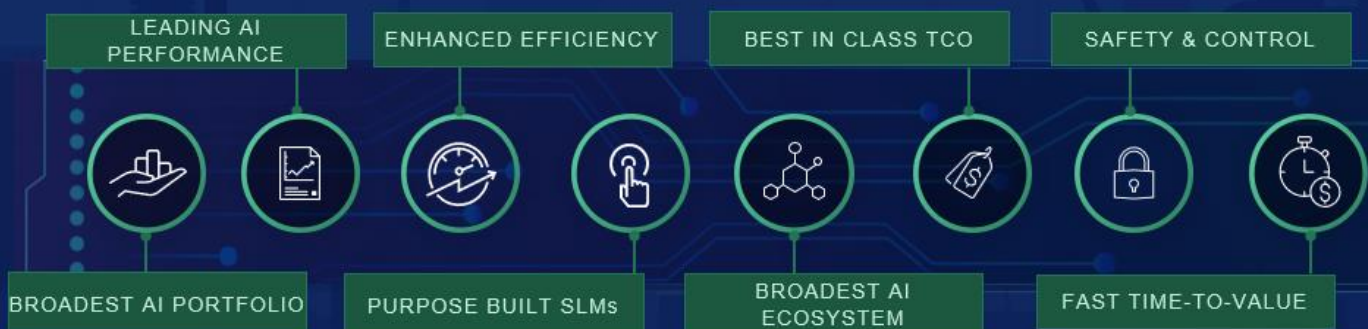 LEADING AI
PERFORMANCE
ENHANCED EFFICIENCY
BEST IN CLASS TCO
SAFETY & CONTROL
$
$
BROADEST AI PORTFOLIO
PURPOSE BUILT SLMs
BROADEST AI
ECOSYSTEM
FAST TIME-TO-VALUE